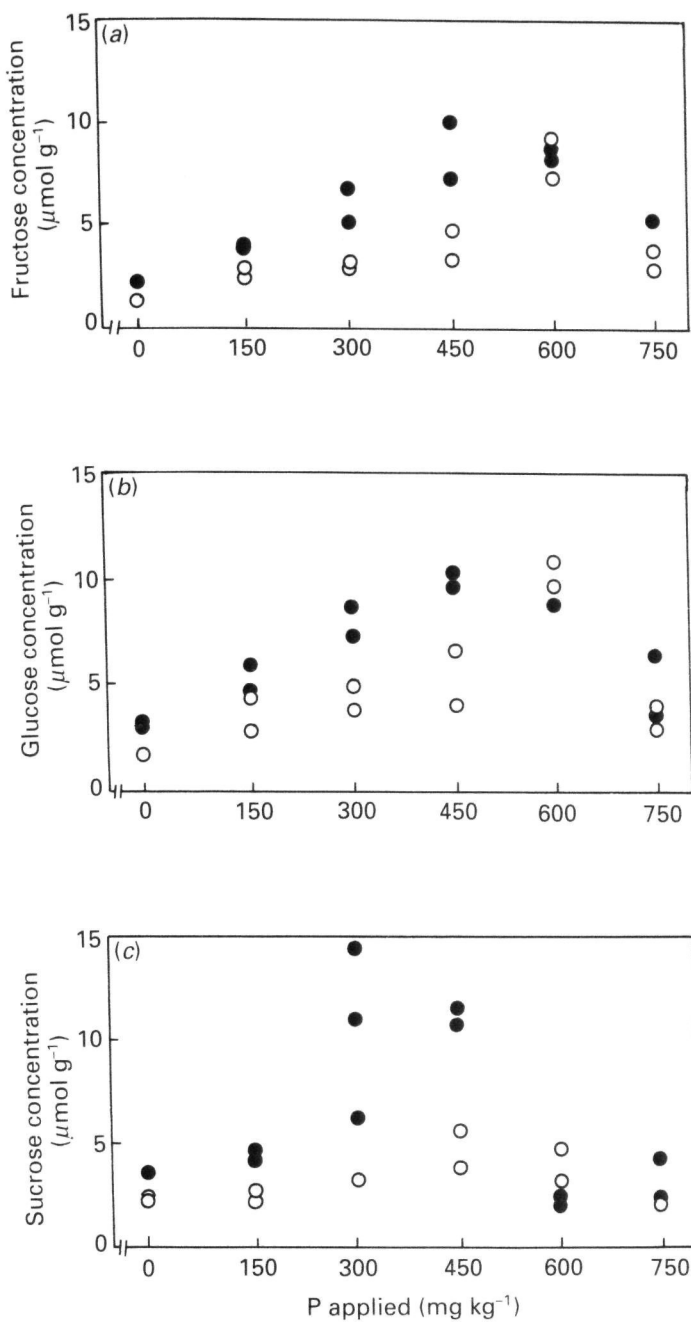 (a)
Fructose concentration
(µmol g⁻¹)
15
10
5
0
0 150 300 450 600 750
(b)
Glucose concentration
(µmol g⁻¹)
15
10
5
0
0 150 300 450 600 750
(c)
Sucrose concentration
(µmol g⁻¹)
15
10
5
0
0 150 300 450 600 750
P applied (mg kg⁻¹)